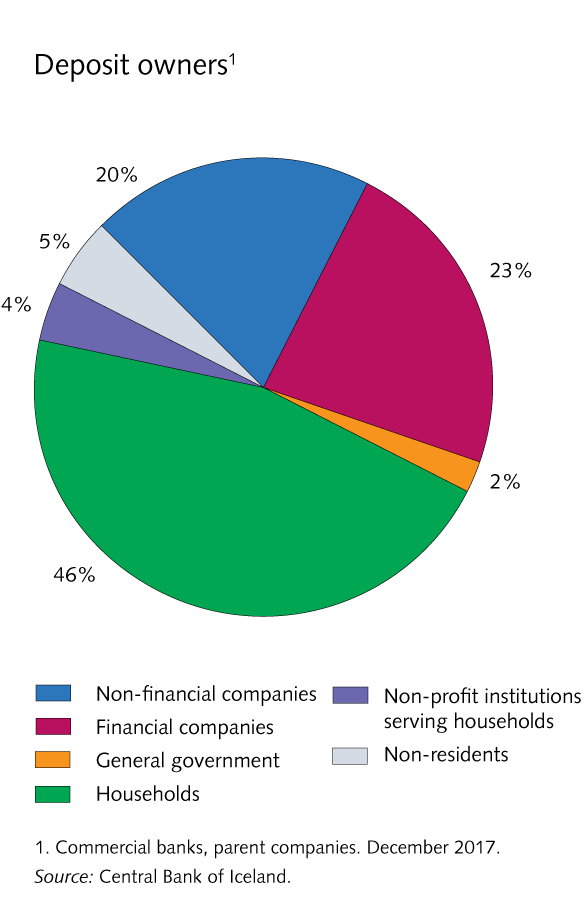 Deposit owners¹
20%
5%
23%
4%
2%
46%
Non-financial companies
Financial companies
General government
Households
Non-profit institutions
serving households
Non-residents
1. Commercial banks, parent companies. December 2017.
Source: Central Bank of Iceland.